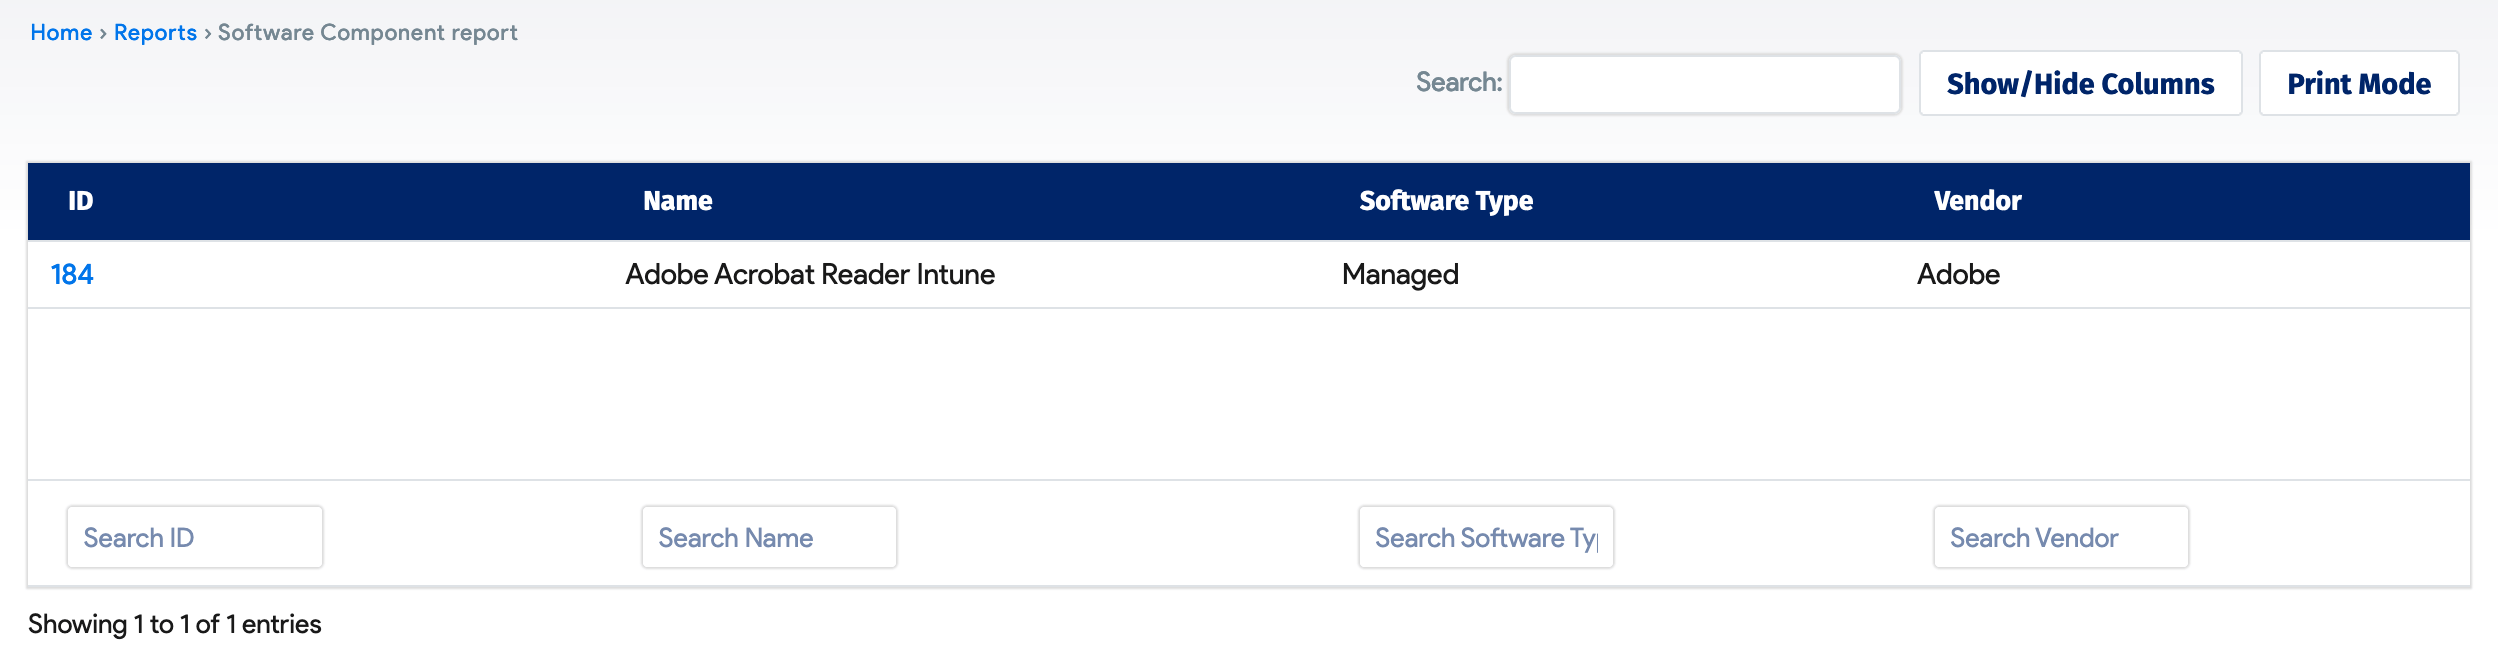 Home › Reports › Software Component report
Search: Show/Hide Columns Print Mode
ID Name Software Type Vendor
184 Adobe Acrobat Reader Intune Managed Adobe
Search ID Search Name Search Software Ty Search Vendor
Showing 1 to 1 of 1 entries